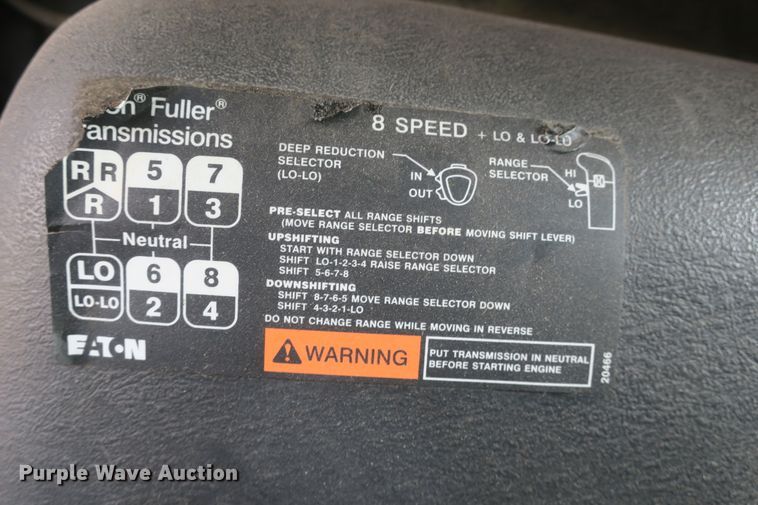 on® Fuller®
ransmissions
R R
R
5
1
7
3
Neutral
LO
LO-LO
6
2
8
4
EATON
8 SPEED + LO & LO-LO
DEEP REDUCTION
SELECTOR
(LO-LO)
IN
OUT
RANGE
SELECTOR
HI
LO
PRE-SELECT ALL RANGE SHIFTS
(MOVE RANGE SELECTOR BEFORE MOVING SHIFT LEVER)
UPSHIFTING
START WITH RANGE SELECTOR DOWN
SHIFT LO-1-2-3-4 RAISE RANGE SELECTOR
SHIFT 5-6-7-8
DOWNSHIFTING
SHIFT 8-7-6-5 MOVE RANGE SELECTOR DOWN
SHIFT 4-3-2-1-LO
DO NOT CHANGE RANGE WHILE MOVING IN REVERSE
WARNING
PUT TRANSMISSION IN NEUTRAL
BEFORE STARTING ENGINE
20466
Purple Wave Auction